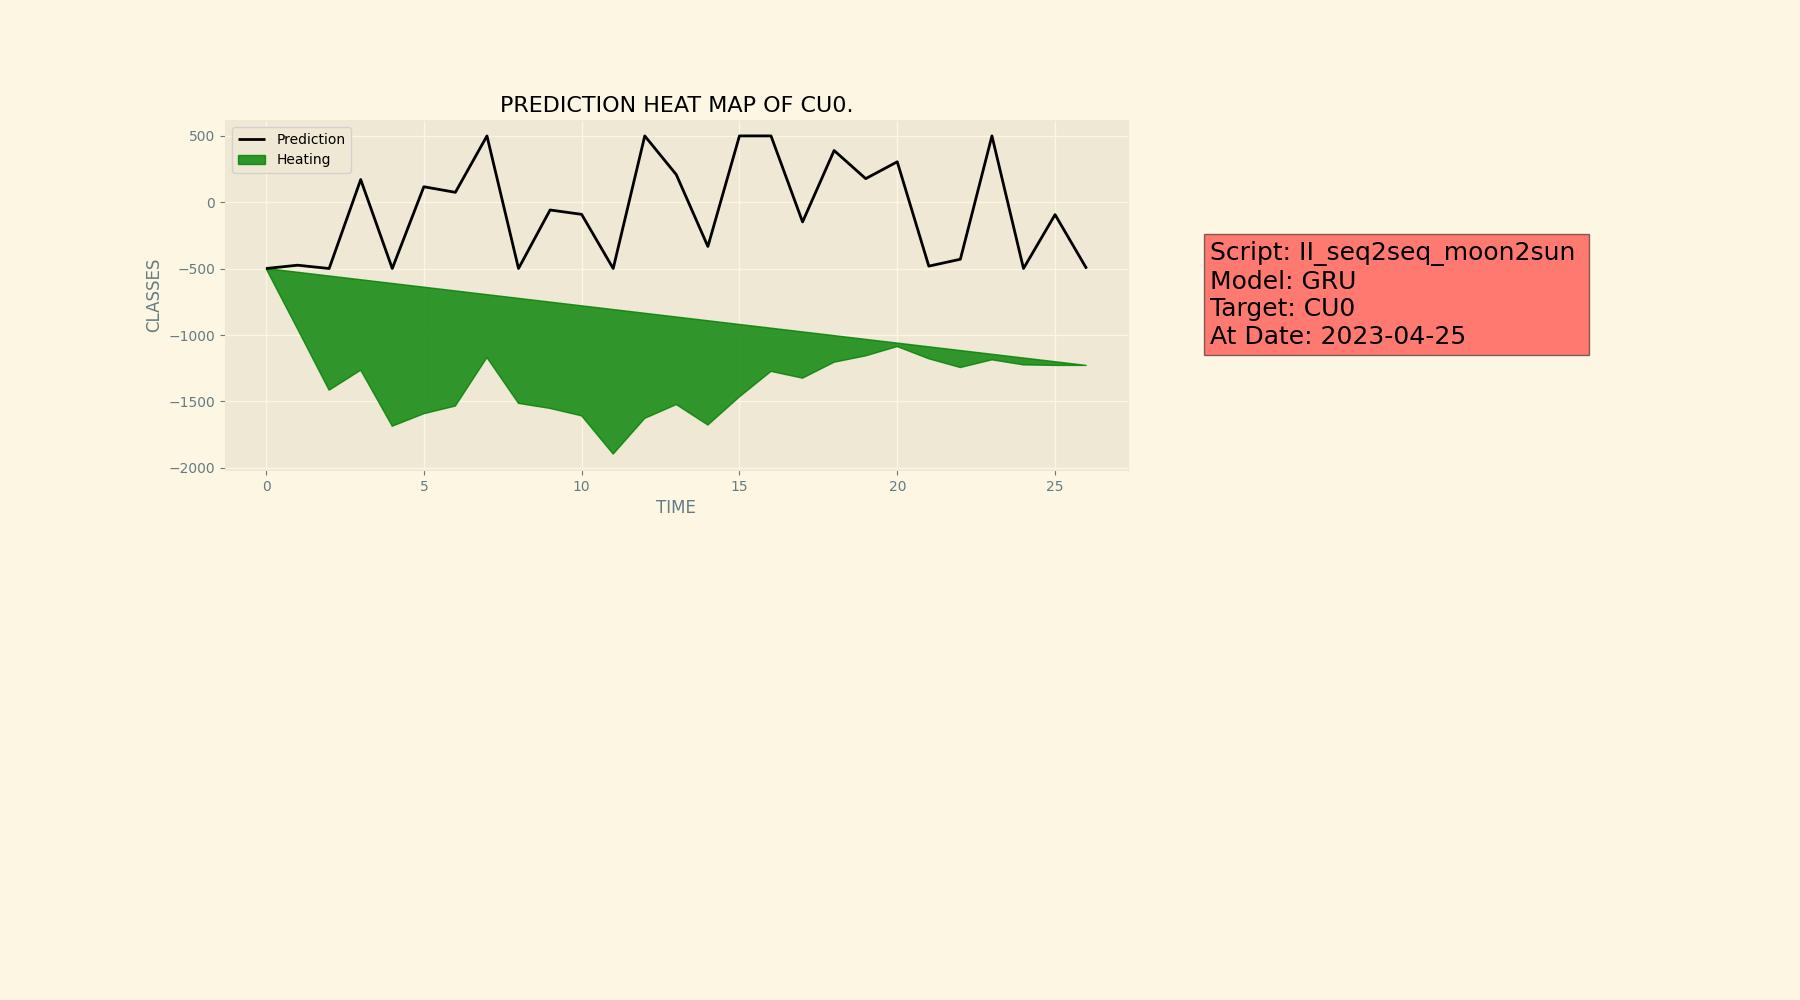 PREDICTION HEAT MAP OF CU0.
Prediction
Heating
500
0
−500
−1000
−1500
−2000
CLASSES
0 5 10 15 20 25
TIME
Script: II_seq2seq_moon2sun
Model: GRU
Target: CU0
At Date: 2023-04-25